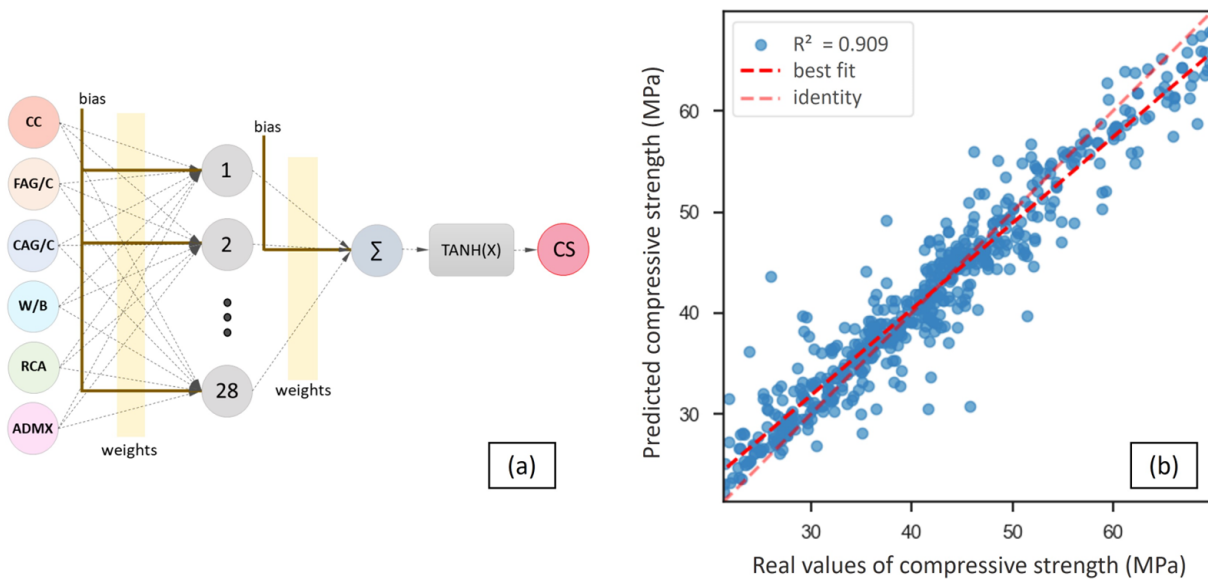 bias
CC
FAG/C
CAG/C
W/B
RCA
ADMX
weights
1
2
28
bias
weights
Σ
TANH(X)
CS
(a)
R² = 0.909
best fit
identity
Predicted compressive strength (MPa)
60
50
40
30
30
40
50
60
Real values of compressive strength (MPa)
(b)